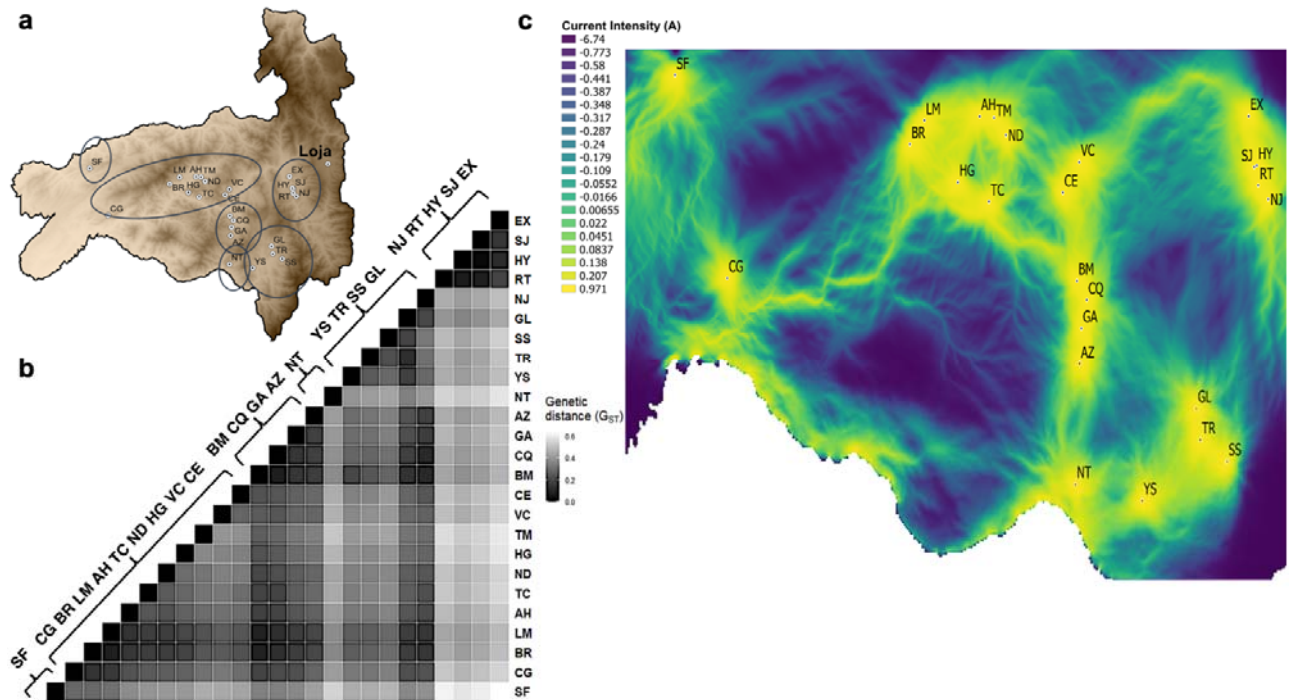 a
Loja
SF
LM AH TM
BR HG ND
TC
VC
CE
CG
BM
CQ
GA
AZ
NT
YS
GL
TR
SS
EX
HY SJ
RT NJ
b
SF CG BR LM AH TC ND HG VC CE BM CQ GA AZ NT YS TR SS GL NJ RT HY SJ EX
EX
SJ
HY
RT
NJ
GL
SS
TR
YS
NT
AZ
GA
CQ
BM
CE
VC
TM
HG
ND
TC
AH
LM
BR
CG
SF
Genetic
distance (GST)
0.6
0.4
0.2
0.0
c
Current Intensity (A)
-6.74
-0.773
-0.58
-0.441
-0.387
-0.348
-0.317
-0.287
-0.24
-0.179
-0.109
-0.0552
-0.0166
0.00655
0.022
0.0451
0.0837
0.138
0.207
0.971
SF
LM
AH TM
BR
ND
HG
TC
VC
CE
EX
SJ HY
RT
NJ
CG
BM
CQ
GA
AZ
GL
TR
SS
NT
YS